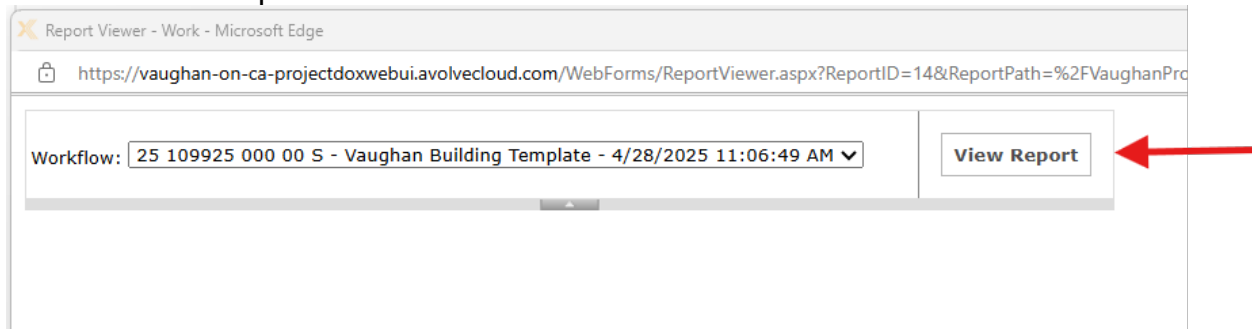 Report Viewer - Work - Microsoft Edge
https://vaughan-on-ca-projectdoxwebui.avolvecloud.com/WebForms/ReportViewer.aspx?ReportID=14&ReportPath=%2FVaughanPro
Workflow: 25 109925 000 00 S - Vaughan Building Template - 4/28/2025 11:06:49 AM View Report